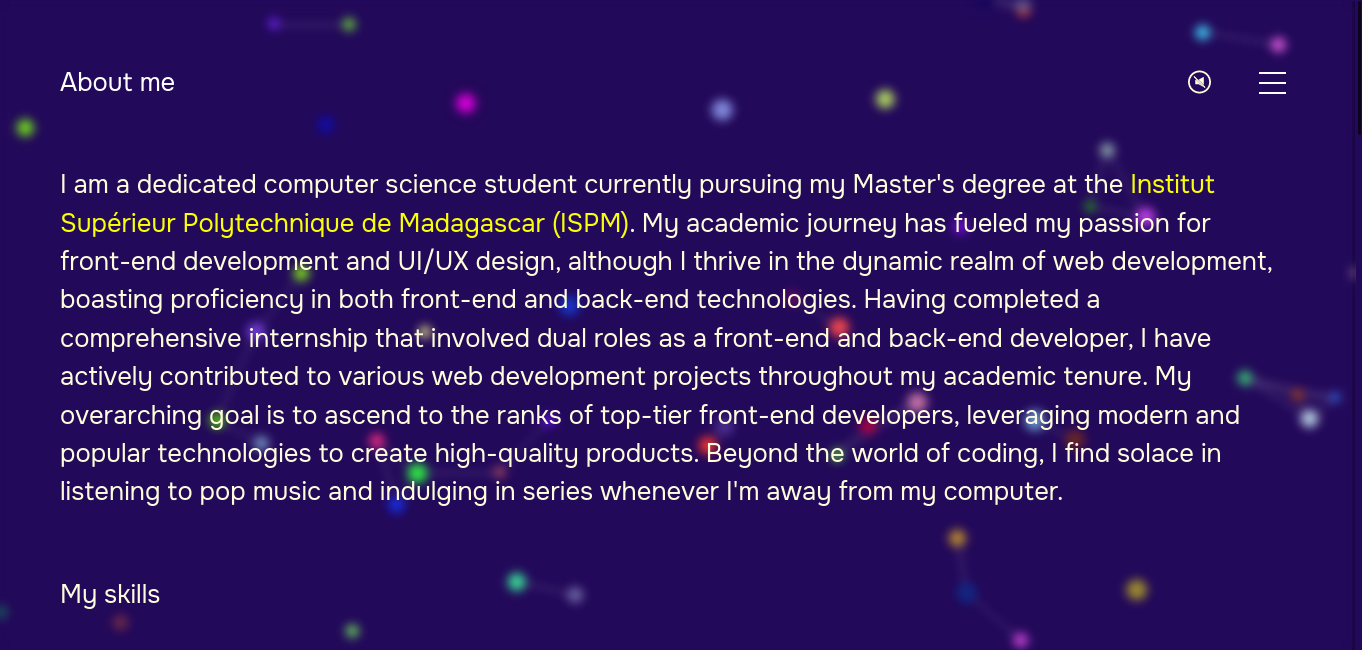 About me
I am a dedicated computer science student currently pursuing my Master's degree at the Institut
Supérieur Polytechnique de Madagascar (ISPM). My academic journey has fueled my passion for
front-end development and UI/UX design, although I thrive in the dynamic realm of web development,
boasting proficiency in both front-end and back-end technologies. Having completed a
comprehensive internship that involved dual roles as a front-end and back-end developer, I have
actively contributed to various web development projects throughout my academic tenure. My
overarching goal is to ascend to the ranks of top-tier front-end developers, leveraging modern and
popular technologies to create high-quality products. Beyond the world of coding, I find solace in
listening to pop music and indulging in series whenever I'm away from my computer.
My skills